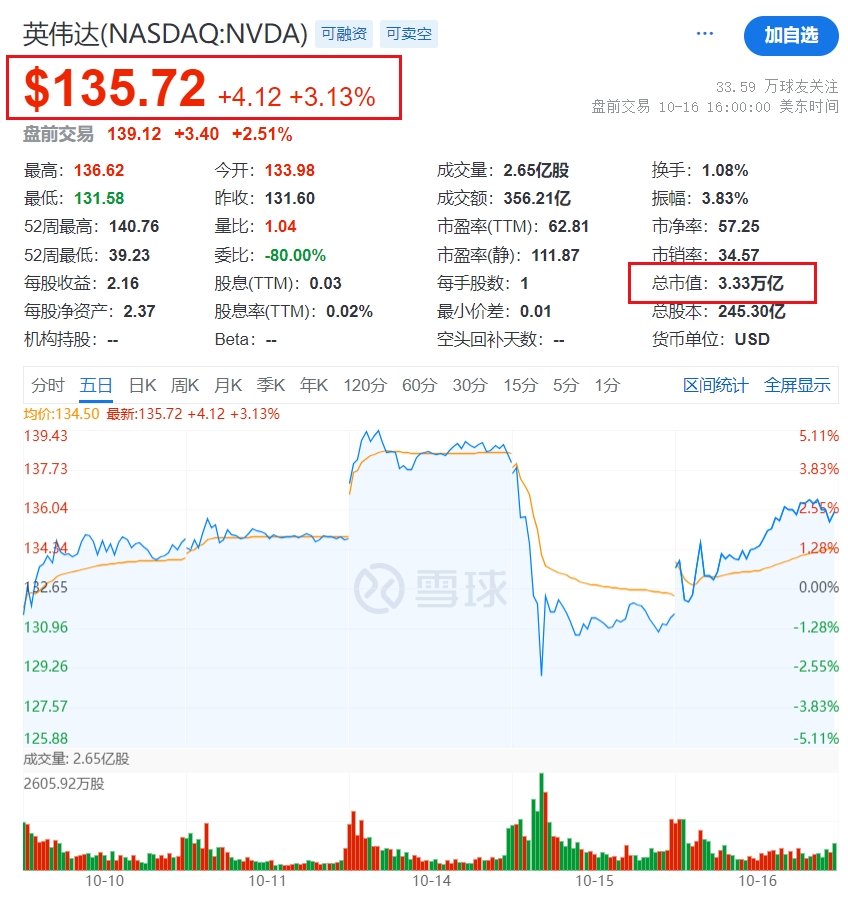 英伟达(NASDAQ:NVDA) 可融资 可卖空 ··· 加自选
$135.72 +4.12 +3.13%
33.59 万球友关注
盘前交易 10-16 16:00:00 美东时间
盘前交易 139.12 +3.40 +2.51%
最高：136.62 今开：133.98 成交量：2.65亿股 换手：1.08%
最低：131.58 昨收：131.60 成交额：356.21亿 振幅：3.83%
52周最高：140.76 量比：1.04 市盈率(TTM)：62.81 市净率：57.25
52周最低：39.23 委比：-80.00% 市盈率(静)：111.87 市销率：34.57
每股收益：2.16 股息(TTM)：0.03 每手股数：1 总市值：3.33万亿
每股净资产：2.37 股息率(TTM)：0.02% 最小价差：0.01 总股本：245.30亿
机构持股：-- Beta：-- 空头回补天数：-- 货币单位：USD
分时 五日 日K 周K 月K 季K 年K 120分 60分 30分 15分 5分 1分 区间统计 全屏显示
均价:134.50 最新:135.72 +4.12 +3.13%
139.43 5.11%
137.73 3.83%
136.04 2.55%
134.34 1.28%
132.65 0.00%
雪球
130.96 -1.28%
129.26 -2.55%
127.57 -3.83%
125.88 -5.11%
成交量: 2.65亿股
2605.92万股
10-10 10-11 10-14 10-15 10-16